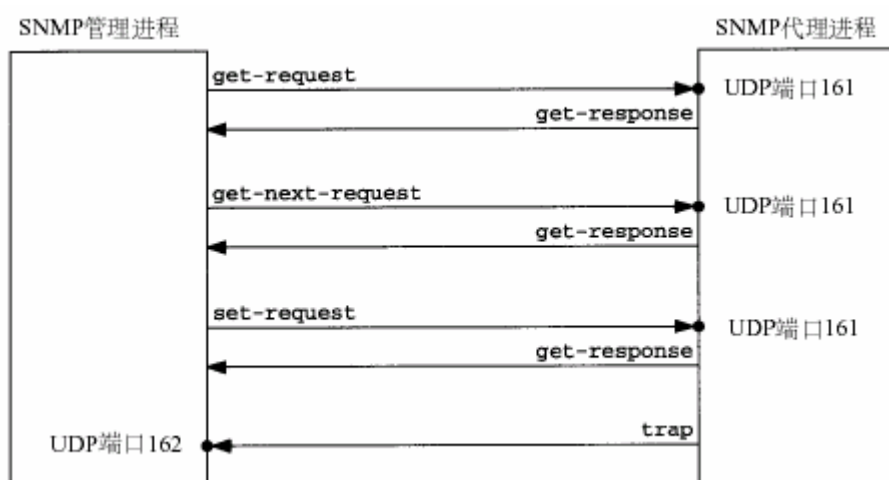 SNMP管理进程
SNMP代理进程
get-request
UDP端口161
get-response
get-next-request
UDP端口161
get-response
set-request
UDP端口161
get-response
trap
UDP端口162